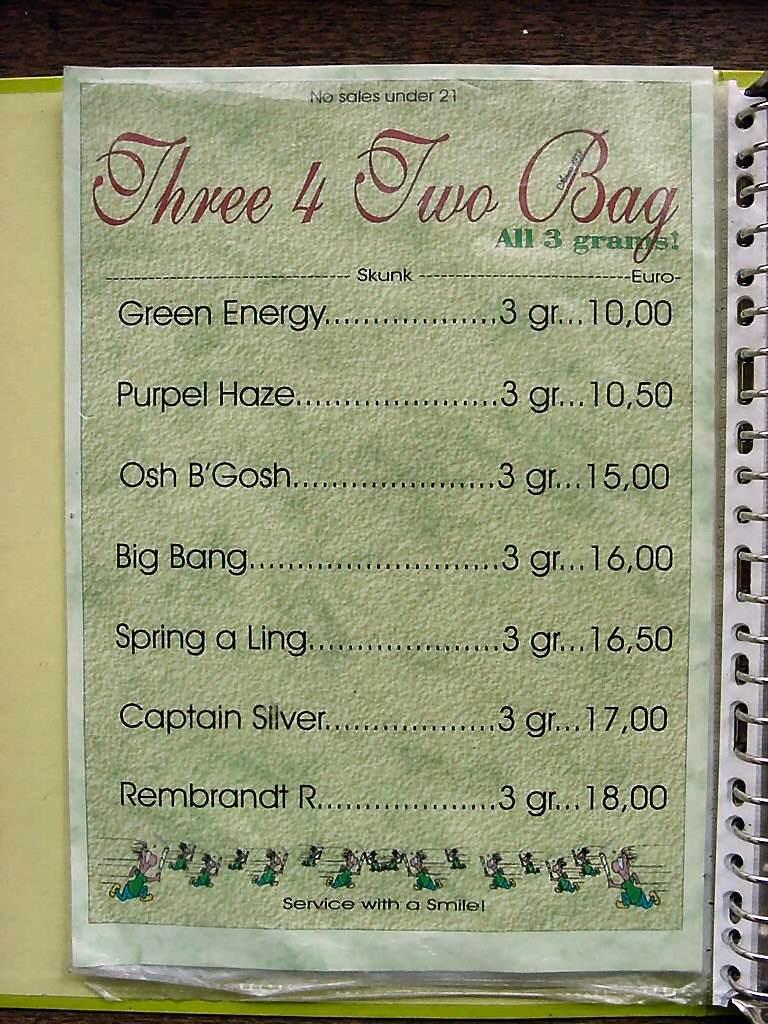 No sales under 21
Three 4 Two Bag
All 3 grams!
-------------------------------- Skunk ----------------------------Euro-
Green Energy..................3 gr...10,00
Purpel Haze.....................3 gr...10,50
Osh B'Gosh.....................3 gr...15,00
Big Bang..........................3 gr...16,00
Spring a Ling....................3 gr...16,50
Captain Silver..................3 gr...17,00
Rembrandt R...................3 gr...18,00
Service with a Smile!